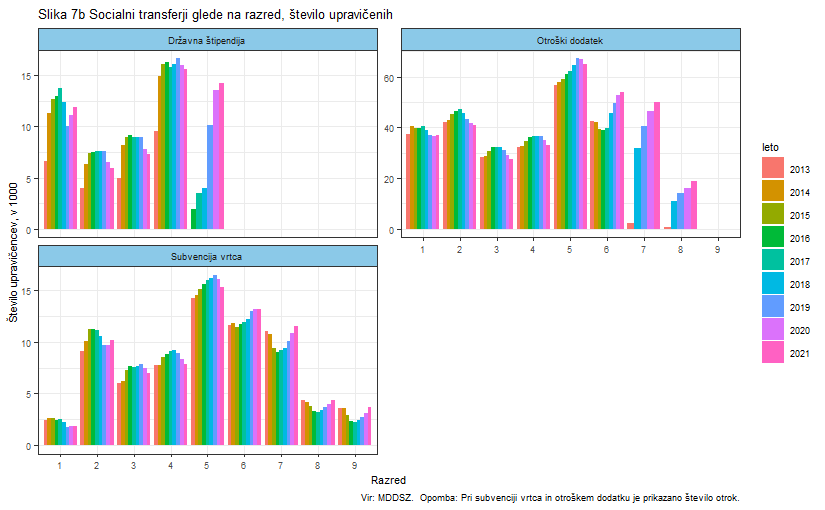 Slika 7b Socialni transferji glede na razred, število upravičenih
Državna štipendija
Otroški dodatek
15
10
5
0
60
40
20
0
1 2 3 4 5 6 7 8 9
Subvencija vrtca
15
10
5
0
1 2 3 4 5 6 7 8 9
Število upravičencev, v 1000
Razred
leto
2013
2014
2015
2016
2017
2018
2019
2020
2021
Vir: MDDSZ. Opomba: Pri subvenciji vrtca in otroškem dodatku je prikazano število otrok.